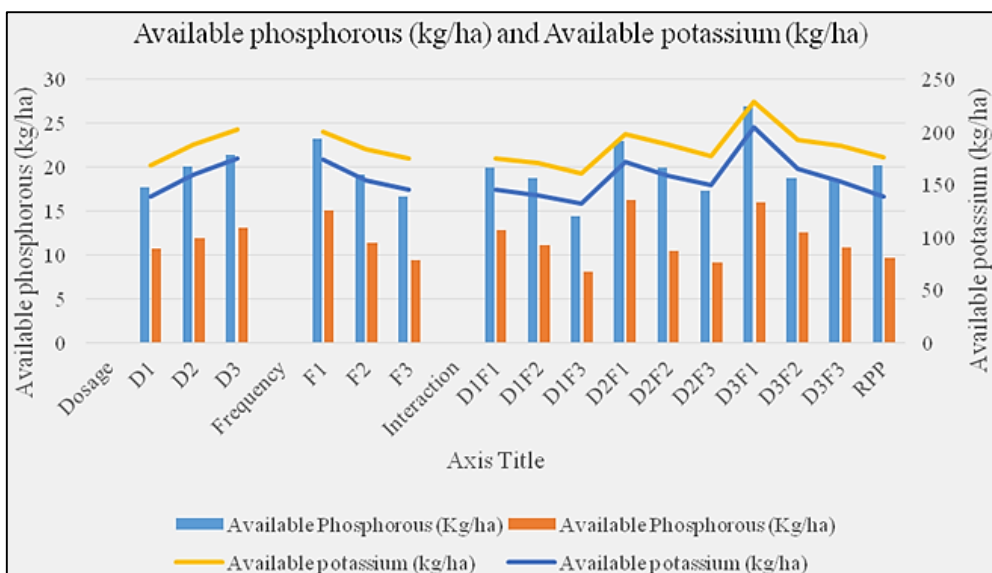 Available phosphorous (kg/ha) and Available potassium (kg/ha)
Available phosphorous (kg/ha)
30
25
20
15
10
5
0
250
200
150
100
50
0
Available potassium (kg/ha)
Dosage
D1
D2
D3
Frequency
F1
F2
F3
Interaction
D1F1
D1F2
D1F3
D2F1
D2F2
D2F3
D3F1
D3F2
D3F3
RPP
Axis Title
Available Phosphorous (Kg/ha)
Available Phosphorous (Kg/ha)
Available potassium (kg/ha)
Available potassium (kg/ha)